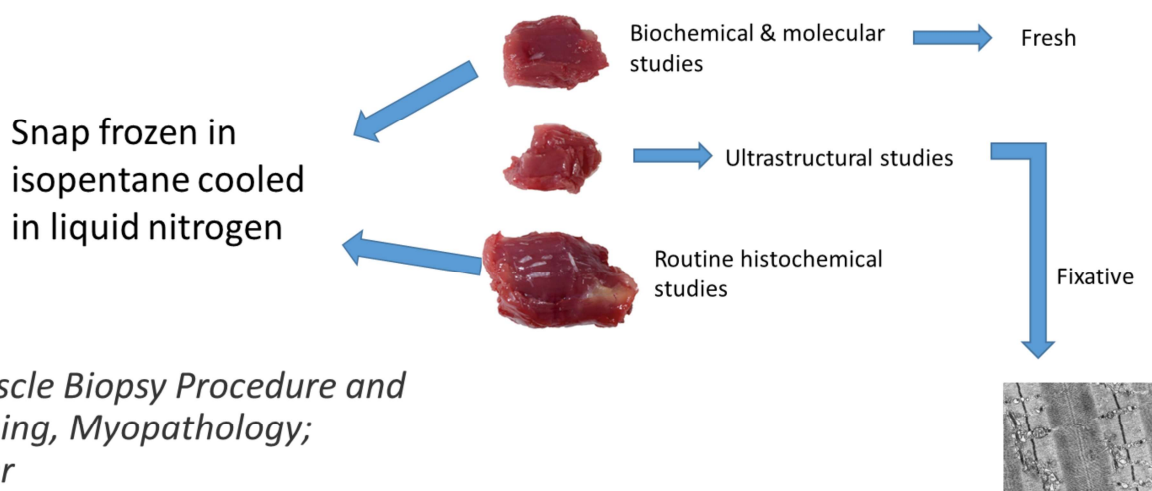 Biochemical & molecular
studies
Fresh
Snap frozen in
isopentane cooled
in liquid nitrogen
Ultrastructural studies
Routine histochemical
studies
Fixative
scle Biopsy Procedure and
ing, Myopathology;
r